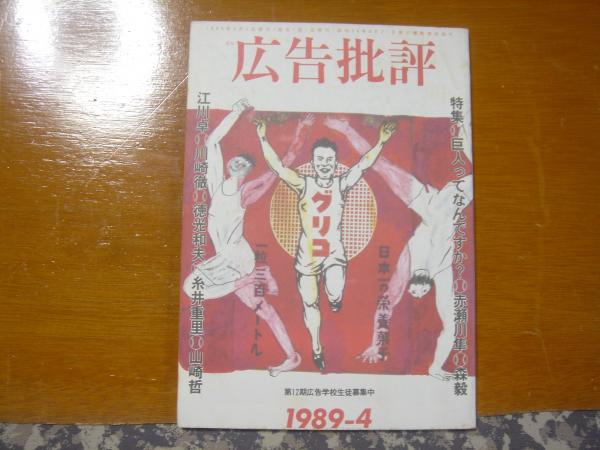 広告批評
特集●巨人ってなんですか?●赤瀬川隼●森毅
江川卓●川崎徹●徳光和夫●糸井重里●山崎哲
グリコ
日本一の栄養菓子
一粒三百メートル
第12期広告学校生徒募集中
1989-4